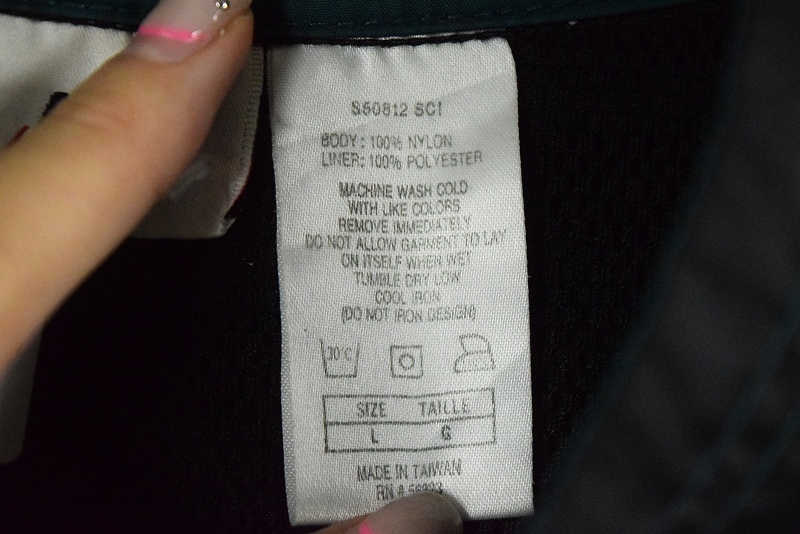 S50812 SCI
BODY: 100% NYLON
LINER: 100% POLYESTER
MACHINE WASH COLD
WITH LIKE COLORS
REMOVE IMMEDIATELY
DO NOT ALLOW GARMENT TO LAY
ON ITSELF WHEN WET
TUMBLE DRY LOW
COOL IRON
(DO NOT IRON DESIGN)
30°C
SIZE TAILLE
L G
MADE IN TAIWAN
RN #